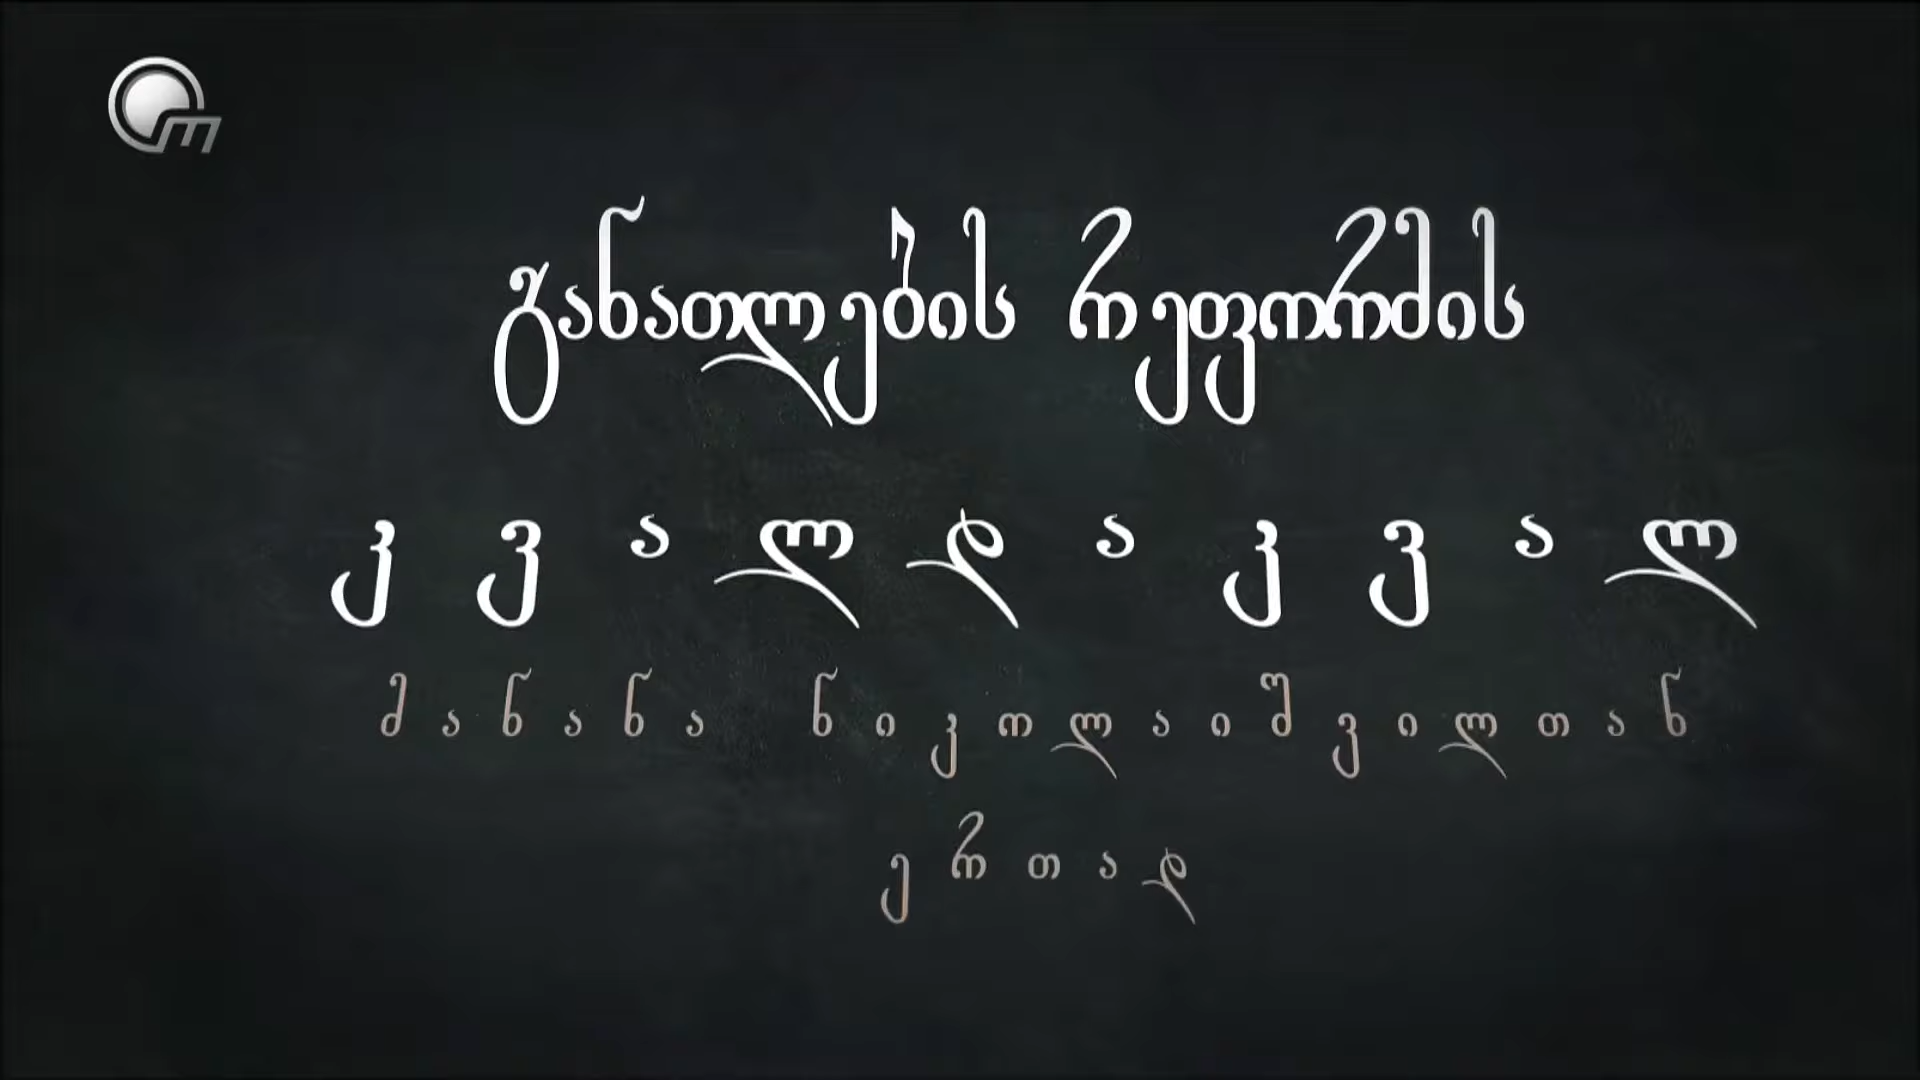 განათლების რეფორმის
კვალდაკვალ
მანანა ნიკოლაიშვილთან
ერთად